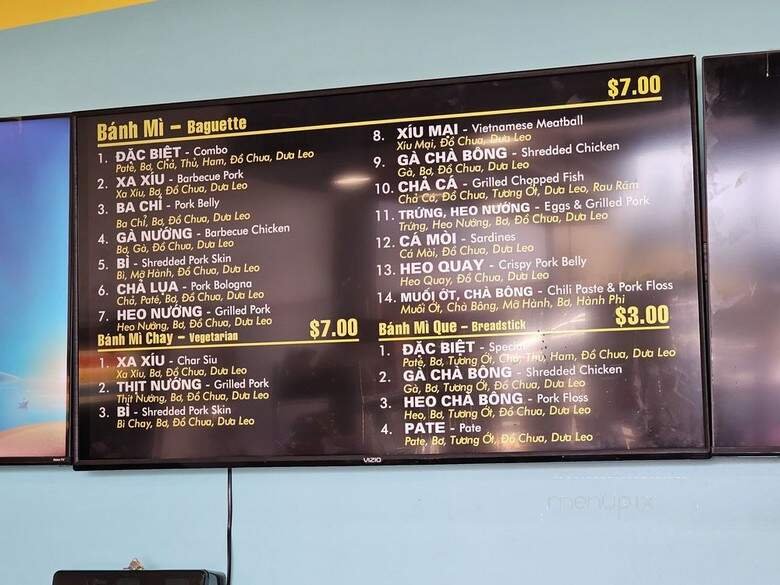 Bánh Mì – Baguette $7.00
1. ĐẶC BIỆT - Combo
Patê, Bơ, Chả, Thủ, Ham, Đồ Chua, Dưa Leo
2. XA XÍU - Barbecue Pork
Xa Xíu, Bơ, Đồ Chua, Dưa Leo
3. BA CHỈ - Pork Belly
Ba Chỉ, Bơ, Đồ Chua, Dưa Leo
4. GÀ NƯỚNG - Barbecue Chicken
Bơ, Gà, Đồ Chua, Dưa Leo
5. BÌ - Shredded Pork Skin
Bì, Mỡ Hành, Đồ Chua, Dưa Leo
6. CHẢ LỤA - Pork Bologna
Chả, Patê, Bơ, Đồ Chua, Dưa Leo
7. HEO NƯỚNG - Grilled Pork
Heo Nướng, Bơ, Đồ Chua, Dưa Leo
Bánh Mì Chay – Vegetarian $7.00
1. XA XÍU - Char Siu
Xa Xíu, Bơ, Đồ Chua, Dưa Leo
2. THỊT NƯỚNG - Grilled Pork
Thịt Nướng, Bơ, Đồ Chua, Dưa Leo
3. BÌ - Shredded Pork Skin
Bì Chay, Bơ, Đồ Chua, Dưa Leo
8. XÍU MẠI - Vietnamese Meatball
Xíu Mại, Đồ Chua, Dưa Leo
9. GÀ CHÀ BÔNG - Shredded Chicken
Gà, Bơ, Đồ Chua, Dưa Leo
10. CHẢ CÁ - Grilled Chopped Fish
Chả Cá, Đồ Chua, Tương Ớt, Dưa Leo, Rau Răm
11. TRỨNG, HEO NƯỚNG - Eggs & Grilled Pork
Trứng, Heo Nướng, Bơ, Đồ Chua, Dưa Leo
12. CÁ MÒI - Sardines
Cá Mòi, Đồ Chua, Dưa Leo
13. HEO QUAY - Crispy Pork Belly
Heo Quay, Đồ Chua, Dưa Leo
14. MUỐI ỚT, CHÀ BÔNG - Chili Paste & Pork Floss
Muối Ớt, Chà Bông, Mỡ Hành, Bơ, Hành Phi
Bánh Mì Que – Breadstick $3.00
1. ĐẶC BIỆT - Special
Patê, Bơ, Tương Ớt, Chả, Thủ, Ham, Đồ Chua, Dưa Leo
2. GÀ CHÀ BÔNG - Shredded Chicken
Gà, Bơ, Tương Ớt, Đồ Chua, Dưa Leo
3. HEO CHÀ BÔNG - Pork Floss
Heo, Bơ, Tương Ớt, Đồ Chua, Dưa Leo
4. PATE - Pate
Pate, Bơ, Tương Ớt, Đồ Chua, Dưa Leo
VIZIO
menupix